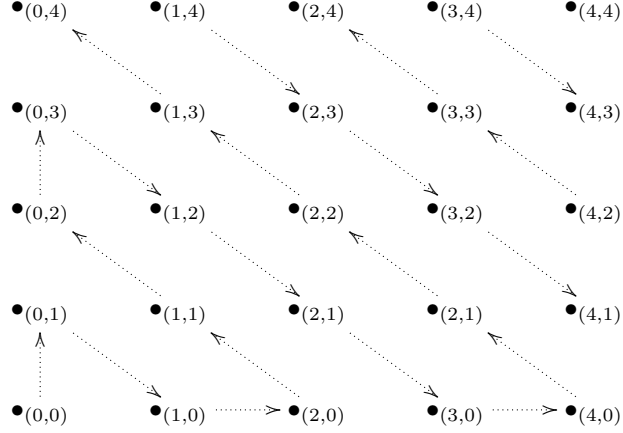 (0,4) (1,4) (2,4) (3,4) (4,4)
(0,3) (1,3) (2,3) (3,3) (4,3)
(0,2) (1,2) (2,2) (3,2) (4,2)
(0,1) (1,1) (2,1) (2,1) (4,1)
(0,0) (1,0) (2,0) (3,0) (4,0)